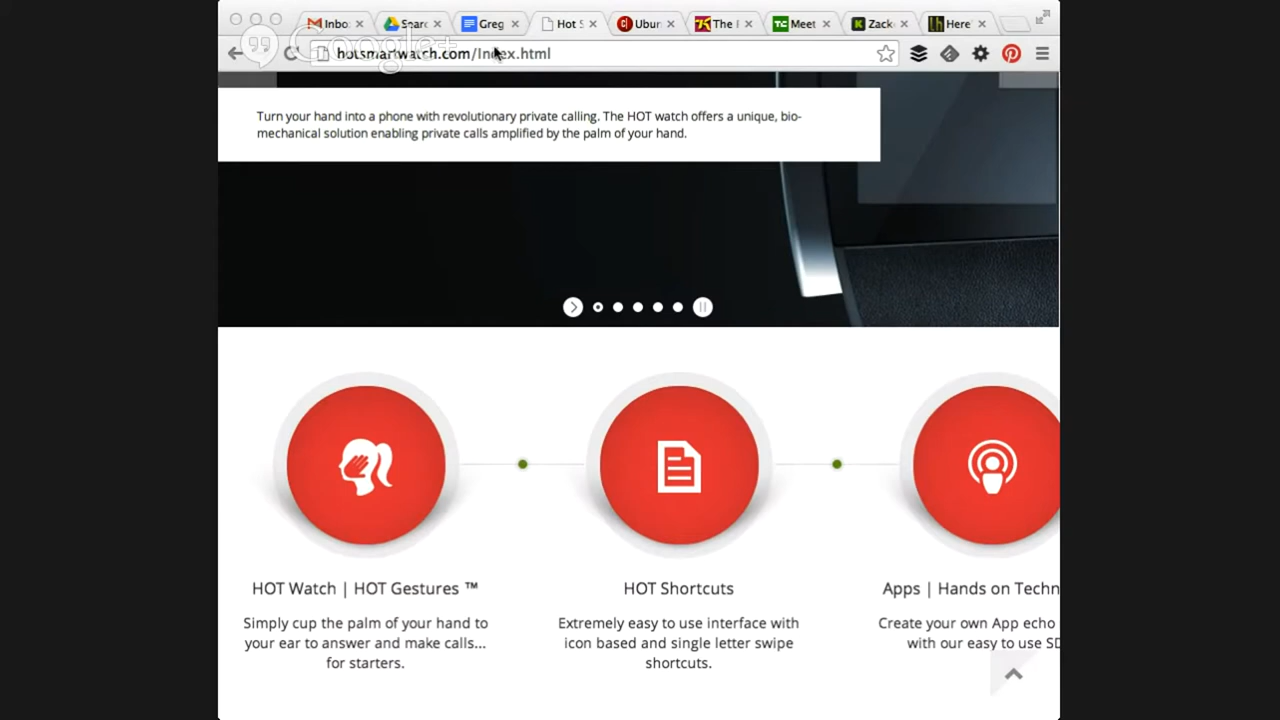 Inbo
Searc
Greg
Hot S
Ubun
The I
Meet
Zack
Here'
Google+
hotsmartwatch.com/Index.html
Turn your hand into a phone with revolutionary private calling. The HOT watch offers a unique, bio-
mechanical solution enabling private calls amplified by the palm of your hand.
HOT Watch | HOT Gestures ™
Simply cup the palm of your hand to
your ear to answer and make calls...
for starters.
HOT Shortcuts
Extremely easy to use interface with
icon based and single letter swipe
shortcuts.
Apps | Hands on Techn
Create your own App echo
with our easy to use SD